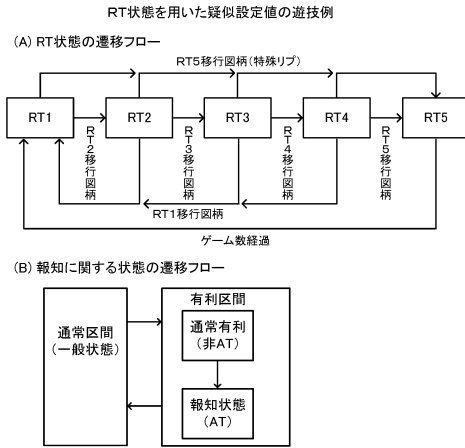 RT状態を用いた疑似設定値の遊技例
(A) RT状態の遷移フロー
RT5移行図柄(特殊リプ)
RT1
RT2
RT3
RT4
RT5
RT2移行図柄
RT3移行図柄
RT4移行図柄
RT5移行図柄
RT1移行図柄
ゲーム数経過
(B) 報知に関する状態の遷移フロー
通常区間
(一般状態)
有利区間
通常有利
(非AT)
報知状態
(AT)